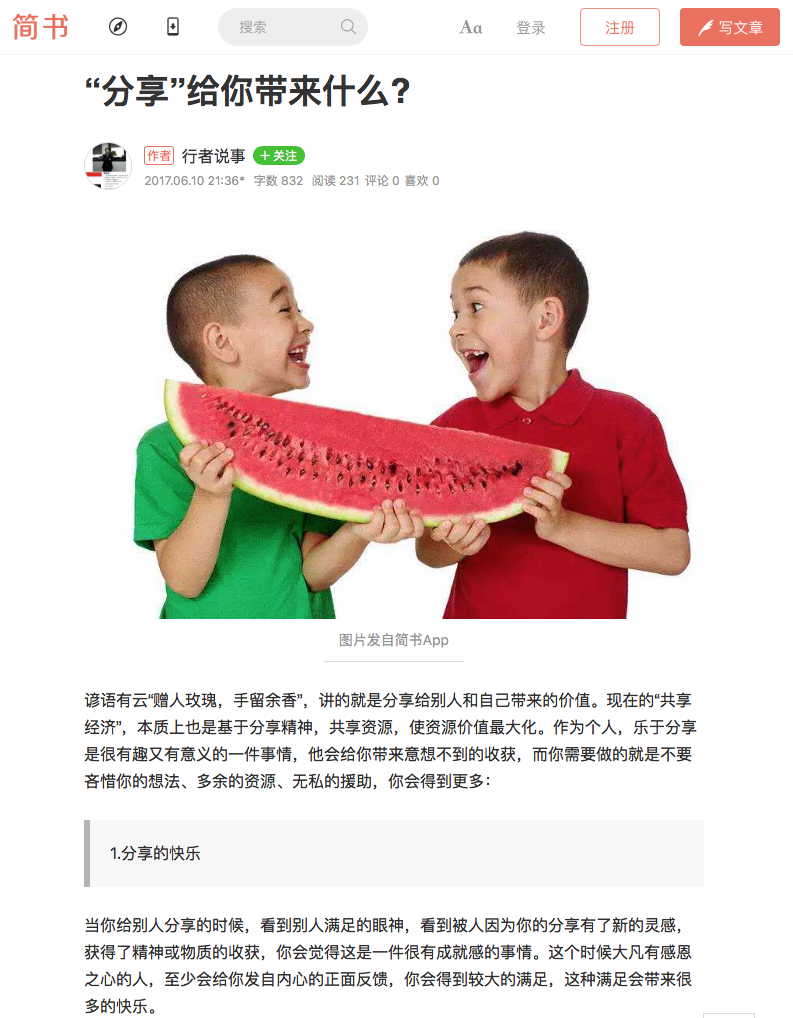 简书
搜索
Aa
登录
注册
写文章
“分享”给你带来什么?
作者 行者说事 +关注
2017.06.10 21:36* 字数 832 阅读 231 评论 0 喜欢 0
图片发自简书App
谚语有云“赠人玫瑰，手留余香”，讲的就是分享给别人和自己带来的价值。现在的“共享
经济”，本质上也是基于分享精神，共享资源，使资源价值最大化。作为个人，乐于分享
是很有趣又有意义的一件事情，他会给你带来意想不到的收获，而你需要做的就是不要
吝惜你的想法、多余的资源、无私的援助，你会得到更多：
1.分享的快乐
当你给别人分享的时候，看到别人满足的眼神，看到被人因为你的分享有了新的灵感，
获得了精神或物质的收获，你会觉得这是一件很有成就感的事情。这个时候大凡有感恩
之心的人，至少会给你发自内心的正面反馈，你会得到较大的满足，这种满足会带来很
多的快乐。